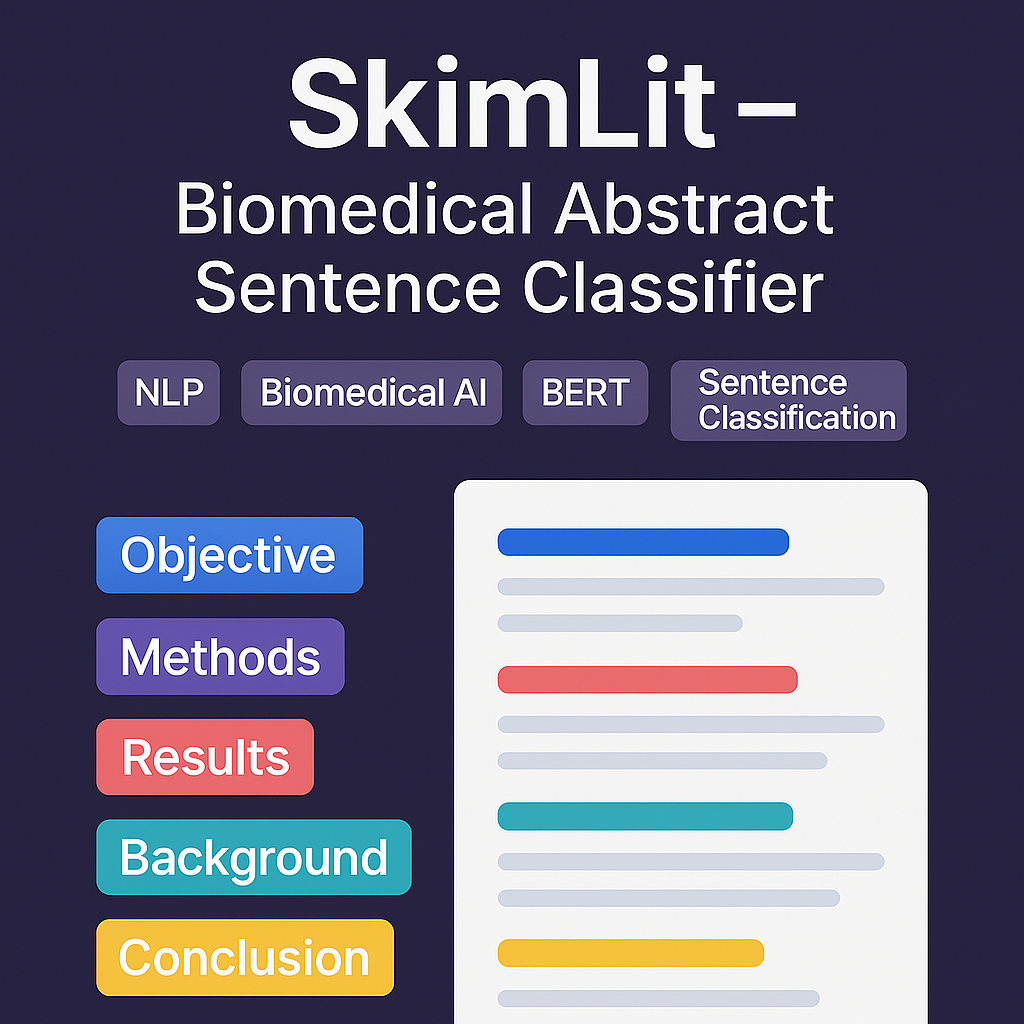 SkimLit –
Biomedical Abstract
Sentence Classifier
NLP
Biomedical AI
BERT
Sentence
Classification
Objective
Methods
Results
Background
Conclusion